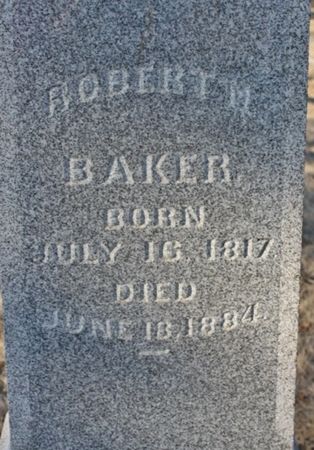 ROBERT M
BAKER.
BORN
JULY 16, 1817
DIED
JUNE 18, 1884.